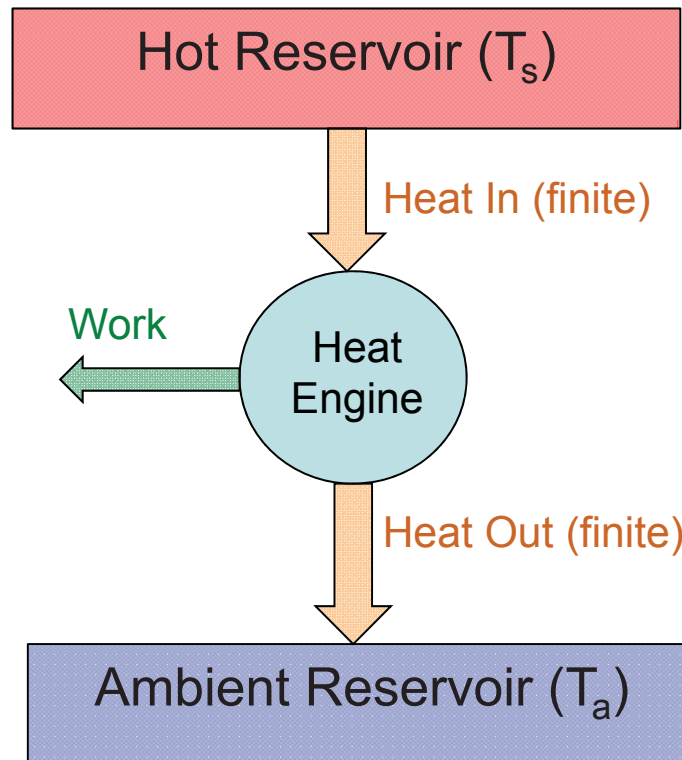 Hot Reservoir (Tₛ)
Heat In (finite)
Work
Heat
Engine
Heat Out (finite)
Ambient Reservoir (Tₐ)